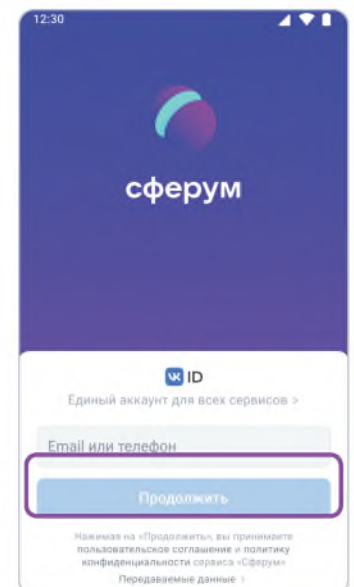 12:30
сферум
VK ID
Единый аккаунт для всех сервисов >
Email или телефон
Продолжить
Нажимая на «Продолжить», вы принимаете
пользовательское соглашение и политику
конфиденциальности сервиса «Сферум»
Передаваемые данные >